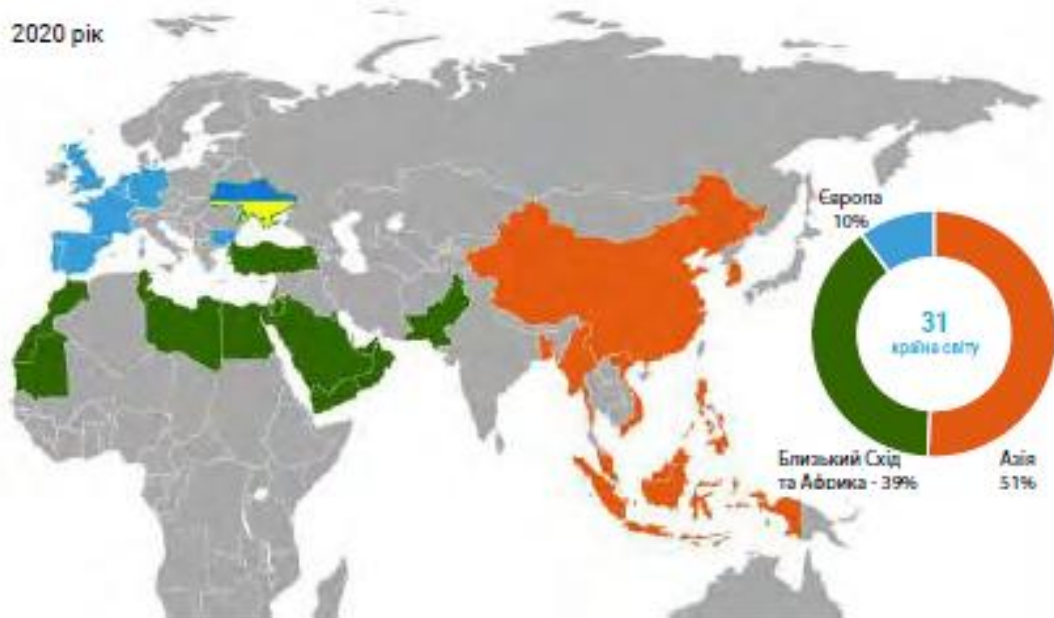 2020 рік
Європа
10%
31
країна світу
Близький Схід
та Африка - 39%
Азія
51%